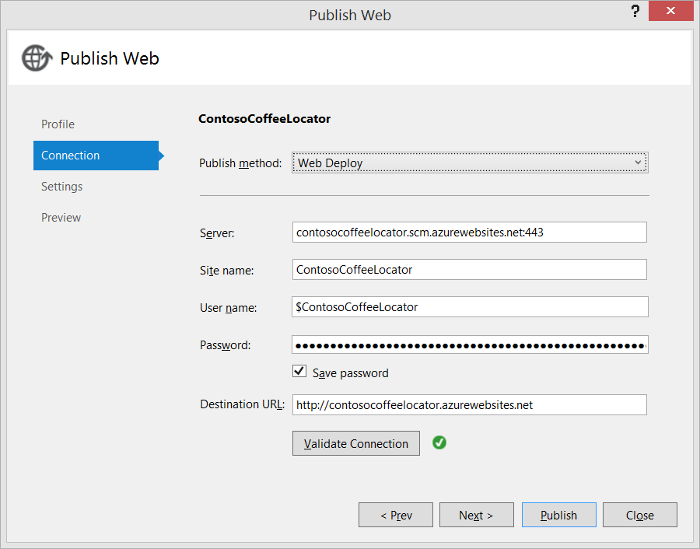 Publish Web
?
Publish Web
Profile
Connection
Settings
Preview
ContosoCoffeeLocator
Publish method: Web Deploy
Server: contosocoffeelocator.scm.azurewebsites.net:443
Site name: ContosoCoffeeLocator
User name: $ContosoCoffeeLocator
Password:
Save password
Destination URL: http://contosocoffeelocator.azurewebsites.net
Validate Connection
< Prev Next > Publish Close